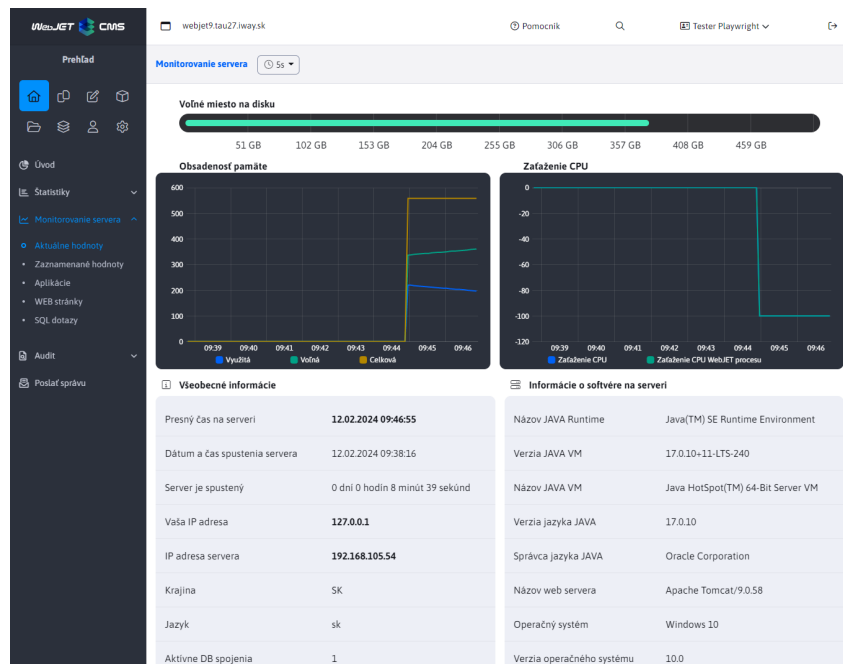 WebJET CMS
webjet9.tau27.iway.sk
Pomocník
Tester Playwright
Prehľad
Monitorovanie servera
5s
Úvod
Štatistiky
Monitorovanie servera
Aktuálne hodnoty
Zaznamenané hodnoty
Aplikácie
WEB stránky
SQL dotazy
Audit
Poslať správu
Voľné miesto na disku
51 GB 102 GB 153 GB 204 GB 255 GB 306 GB 357 GB 408 GB 459 GB
Obsadenosť pamäte
600
500
400
300
200
100
0
09:39 09:40 09:41 09:42 09:43 09:44 09:45 09:46
Využitá Voľná Celková
Zaťaženie CPU
0
-20
-40
-60
-80
-100
-120
09:39 09:40 09:41 09:42 09:43 09:44 09:45 09:46
Zaťaženie CPU Zaťaženie CPU WebJET procesu
Všeobecné informácie
Presný čas na serveri 12.02.2024 09:46:55
Dátum a čas spustenia servera 12.02.2024 09:38:16
Server je spustený 0 dní 0 hodín 8 minút 39 sekúnd
Vaša IP adresa 127.0.0.1
IP adresa servera 192.168.105.54
Krajina SK
Jazyk sk
Aktívne DB spojenia 1
Informácie o softvére na serveri
Názov JAVA Runtime Java(TM) SE Runtime Environment
Verzia JAVA VM 17.0.10+11-LTS-240
Názov JAVA VM Java HotSpot(TM) 64-Bit Server VM
Verzia jazyka JAVA 17.0.10
Správca jazyka JAVA Oracle Corporation
Názov web servera Apache Tomcat/9.0.58
Operačný systém Windows 10
Verzia operačného systému 10.0